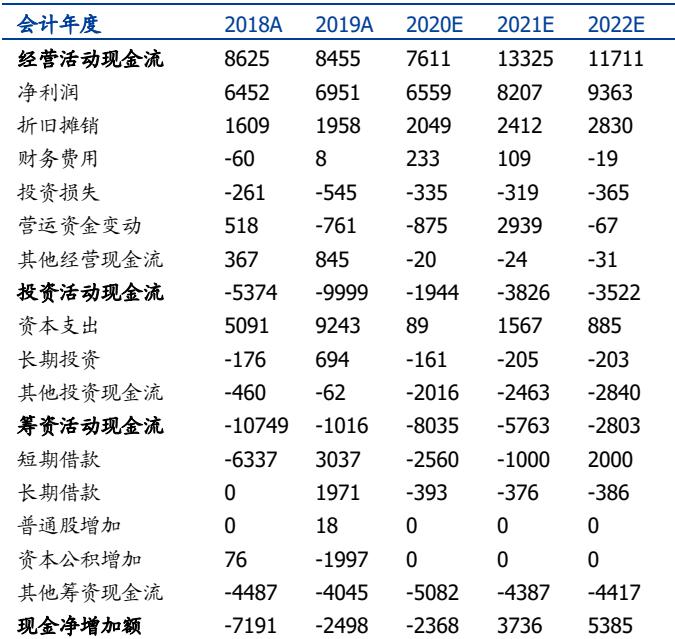 会计年度 2018A 2019A 2020E 2021E 2022E
经营活动现金流 8625 8455 7611 13325 11711
净利润 6452 6951 6559 8207 9363
折旧摊销 1609 1958 2049 2412 2830
财务费用 -60 8 233 109 -19
投资损失 -261 -545 -335 -319 -365
营运资金变动 518 -761 -875 2939 -67
其他经营现金流 367 845 -20 -24 -31
投资活动现金流 -5374 -9999 -1944 -3826 -3522
资本支出 5091 9243 89 1567 885
长期投资 -176 694 -161 -205 -203
其他投资现金流 -460 -62 -2016 -2463 -2840
筹资活动现金流 -10749 -1016 -8035 -5763 -2803
短期借款 -6337 3037 -2560 -1000 2000
长期借款 0 1971 -393 -376 -386
普通股增加 0 18 0 0 0
资本公积增加 76 -1997 0 0 0
其他筹资现金流 -4487 -4045 -5082 -4387 -4417
现金净增加额 -7191 -2498 -2368 3736 5385